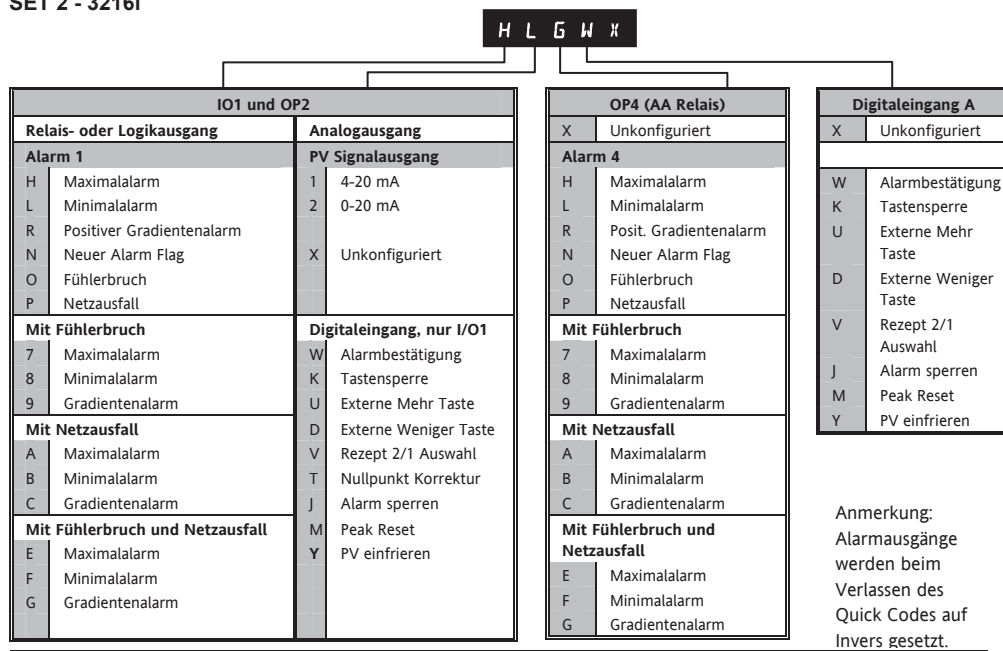 SET 2 - 3216I
H L G W X
IO1 und OP2
Relais- oder Logikausgang
Alarm 1
H Maximalalarm
L Minimalalarm
R Positiver Gradientenalarm
N Neuer Alarm Flag
O Fühlerbruch
P Netzausfall
Mit Fühlerbruch
7 Maximalalarm
8 Minimalalarm
9 Gradientenalarm
Mit Netzausfall
A Maximalalarm
B Minimalalarm
C Gradientenalarm
Mit Fühlerbruch und Netzausfall
E Maximalalarm
F Minimalalarm
G Gradientenalarm
Analogausgang
PV Signalausgang
1 4-20 mA
2 0-20 mA
X Unkonfiguriert
Digitaleingang, nur I/O1
W Alarmbestätigung
K Tastensperre
U Externe Mehr Taste
D Externe Weniger Taste
V Rezept 2/1 Auswahl
T Nullpunkt Korrektur
J Alarm sperren
M Peak Reset
Y PV einfrieren
OP4 (AA Relais)
X Unkonfiguriert
Alarm 4
H Maximalalarm
L Minimalalarm
R Posit. Gradientenalarm
N Neuer Alarm Flag
O Fühlerbruch
P Netzausfall
Mit Fühlerbruch
7 Maximalalarm
8 Minimalalarm
9 Gradientenalarm
Mit Netzausfall
A Maximalalarm
B Minimalalarm
C Gradientenalarm
Mit Fühlerbruch und
Netzausfall
E Maximalalarm
F Minimalalarm
G Gradientenalarm
Digitaleingang A
X Unkonfiguriert
W Alarmbestätigung
K Tastensperre
U Externe Mehr
Taste
D Externe Weniger
Taste
V Rezept 2/1
Auswahl
J Alarm sperren
M Peak Reset
Y PV einfrieren
Anmerkung:
Alarmausgänge
werden beim
Verlassen des
Quick Codes auf
Invers gesetzt.